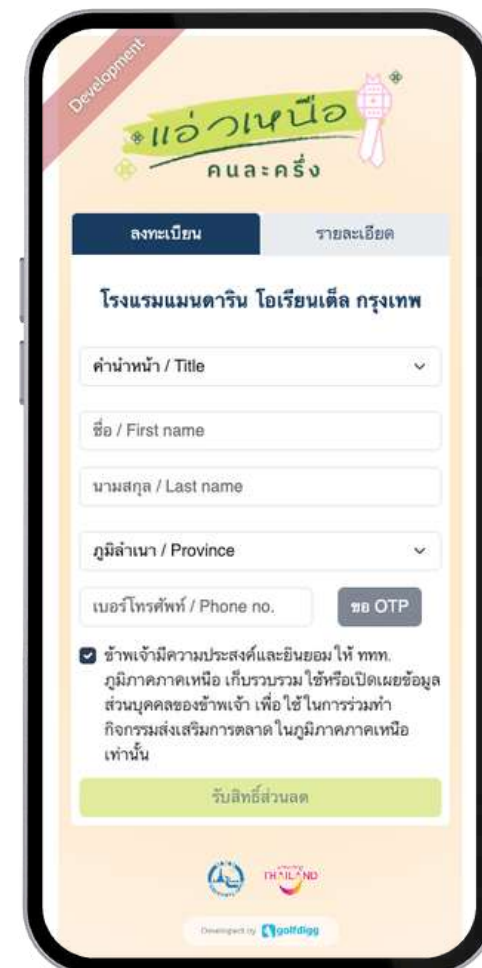 Development
แอ่วเหนือ
คนละครึ่ง
ลงทะเบียน
รายละเอียด
โรงแรมแมนดาริน โอเรียนเต็ล กรุงเทพ
คำนำหน้า / Title
ชื่อ / First name
นามสกุล / Last name
ภูมิลำเนา / Province
เบอร์โทรศัพท์ / Phone no.
ขอ OTP
ข้าพเจ้ามีความประสงค์และยินยอม ให้ ททท.
ภูมิภาคภาคเหนือ เก็บรวบรวม ใช้หรือเปิดเผยข้อมูล
ส่วนบุคคลของข้าพเจ้า เพื่อ ใช้ ในการร่วมทำ
กิจกรรมส่งเสริมการตลาด ในภูมิภาคภาคเหนือ
เท่านั้น
รับสิทธิ์ส่วนลด
THAILAND
Developed by golfdigg